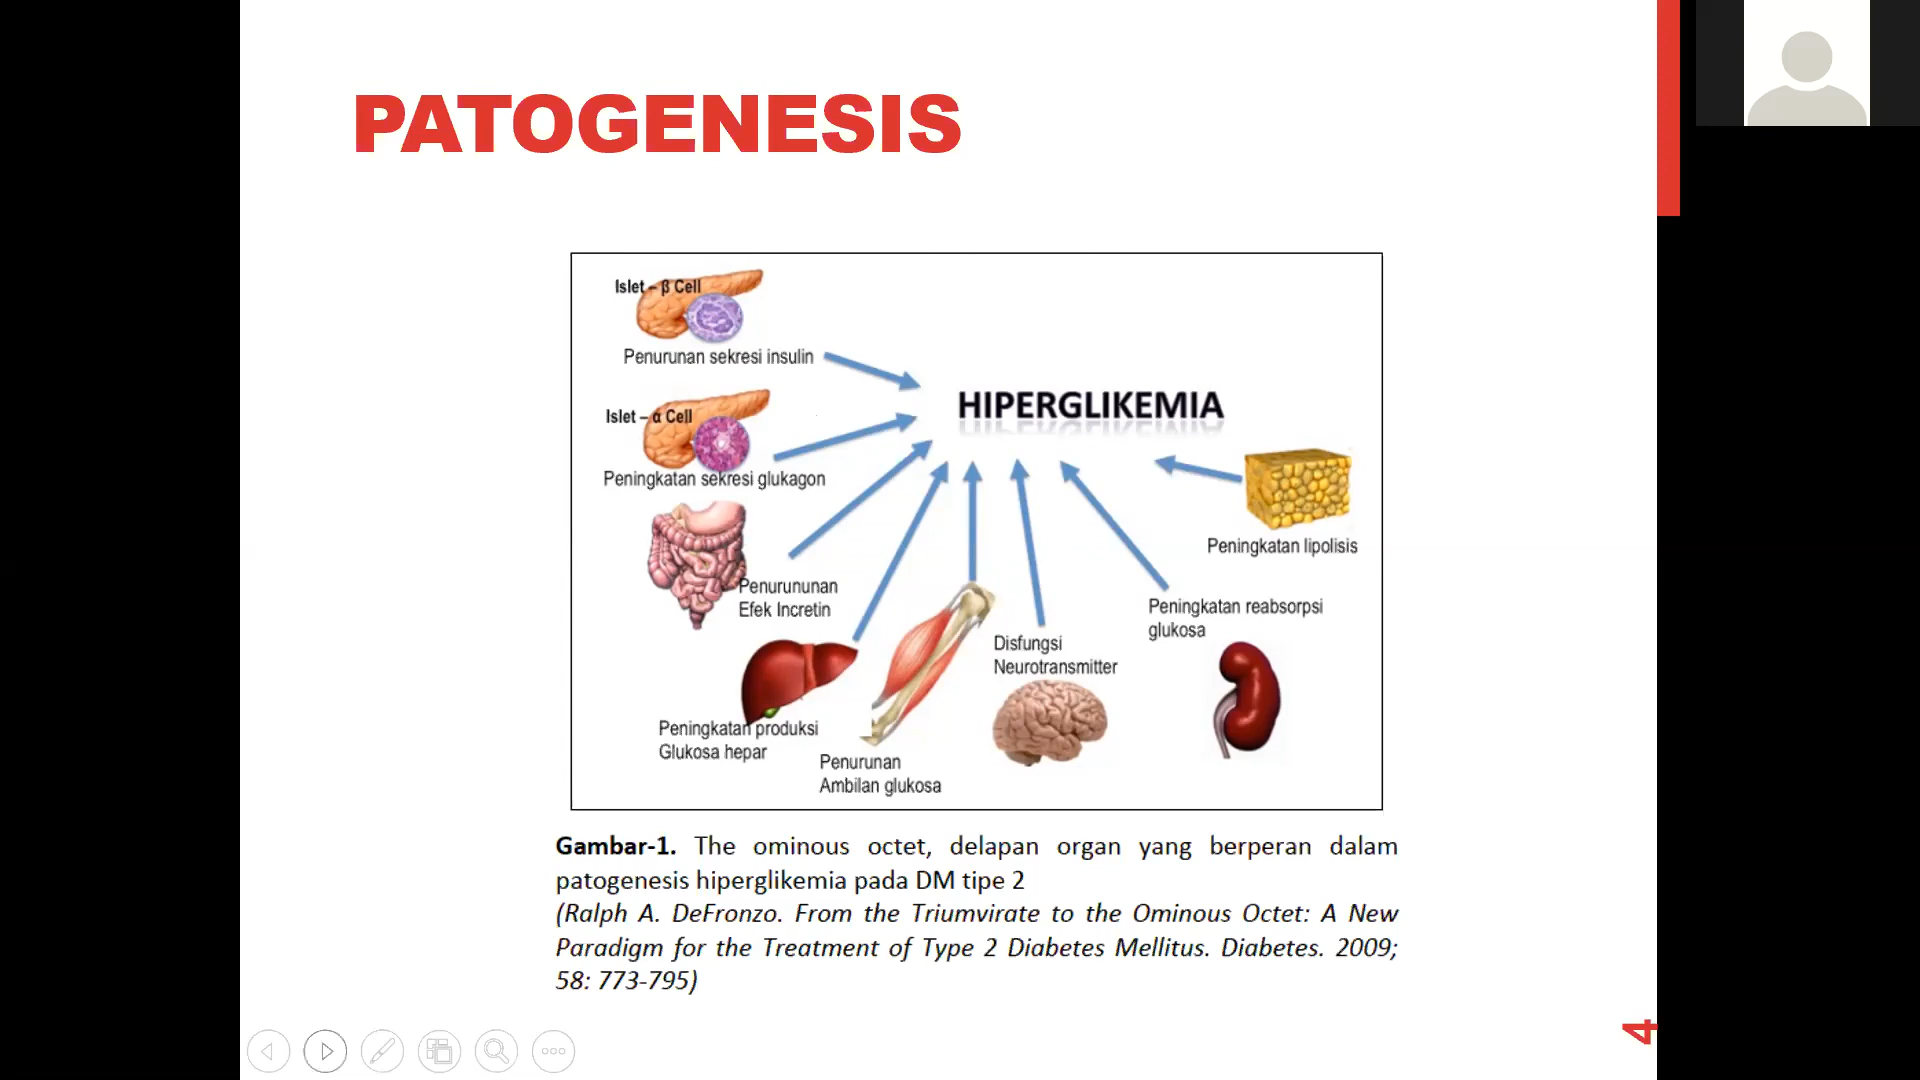 PATOGENESIS
Islet – β Cell
Penurunan sekresi insulin
HIPERGLIKEMIA
Islet – α Cell
Peningkatan sekresi glukagon
Peningkatan lipolisis
Penurununan
Efek Incretin
Peningkatan reabsorpsi
glukosa
Disfungsi
Neurotransmitter
Peningkatan produksi
Glukosa hepar
Penurunan
Ambilan glukosa
Gambar-1. The ominous octet, delapan organ yang berperan dalam
patogenesis hiperglikemia pada DM tipe 2
(Ralph A. DeFronzo. From the Triumvirate to the Ominous Octet: A New
Paradigm for the Treatment of Type 2 Diabetes Mellitus. Diabetes. 2009;
58: 773-795)
4